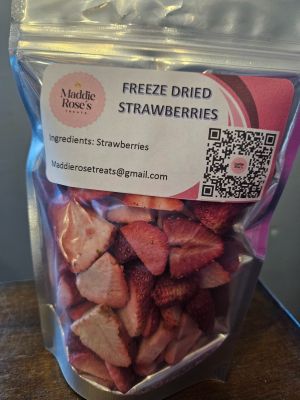 Maddie
Rose's
TREATS
FREEZE DRIED
STRAWBERRIES
Ingredients: Strawberries
Maddierosetreats@gmail.com